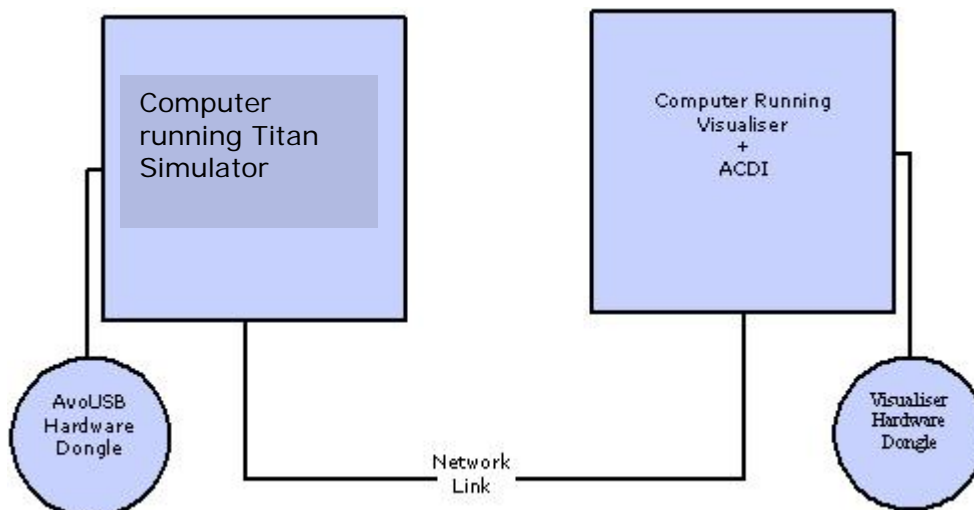 Computer
running Titan
Simulator
Computer Running
Visualiser
+
ACDI
AvoUSB
Hardware
Dongle
Visualiser
Hardware
Dongle
Network
Link